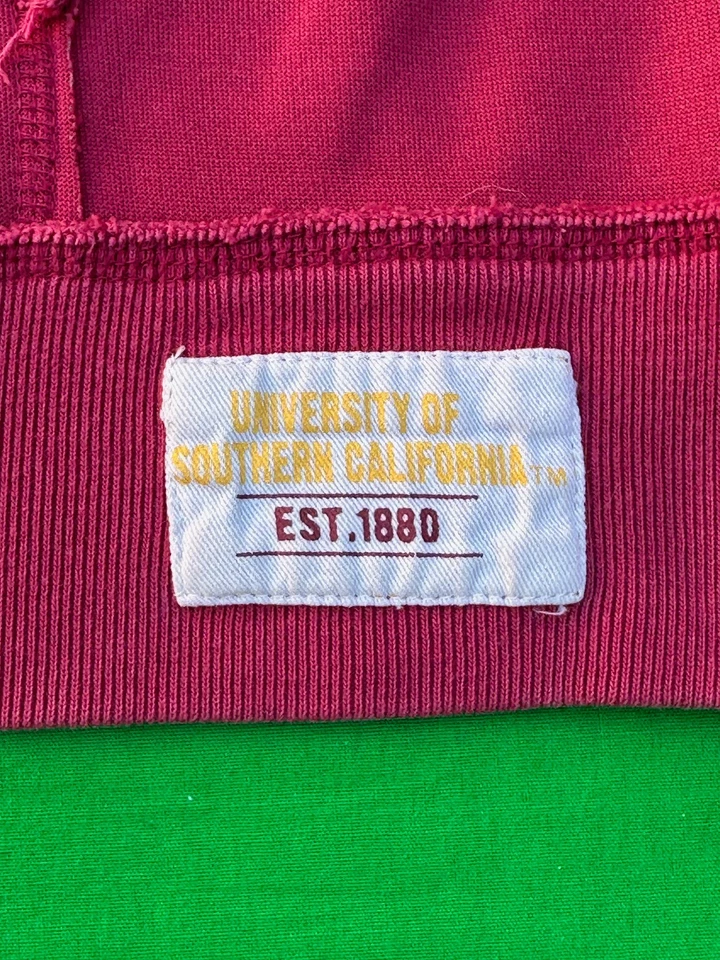 UNIVERSITY OF
SOUTHERN CALIFORNIA™
EST.1880